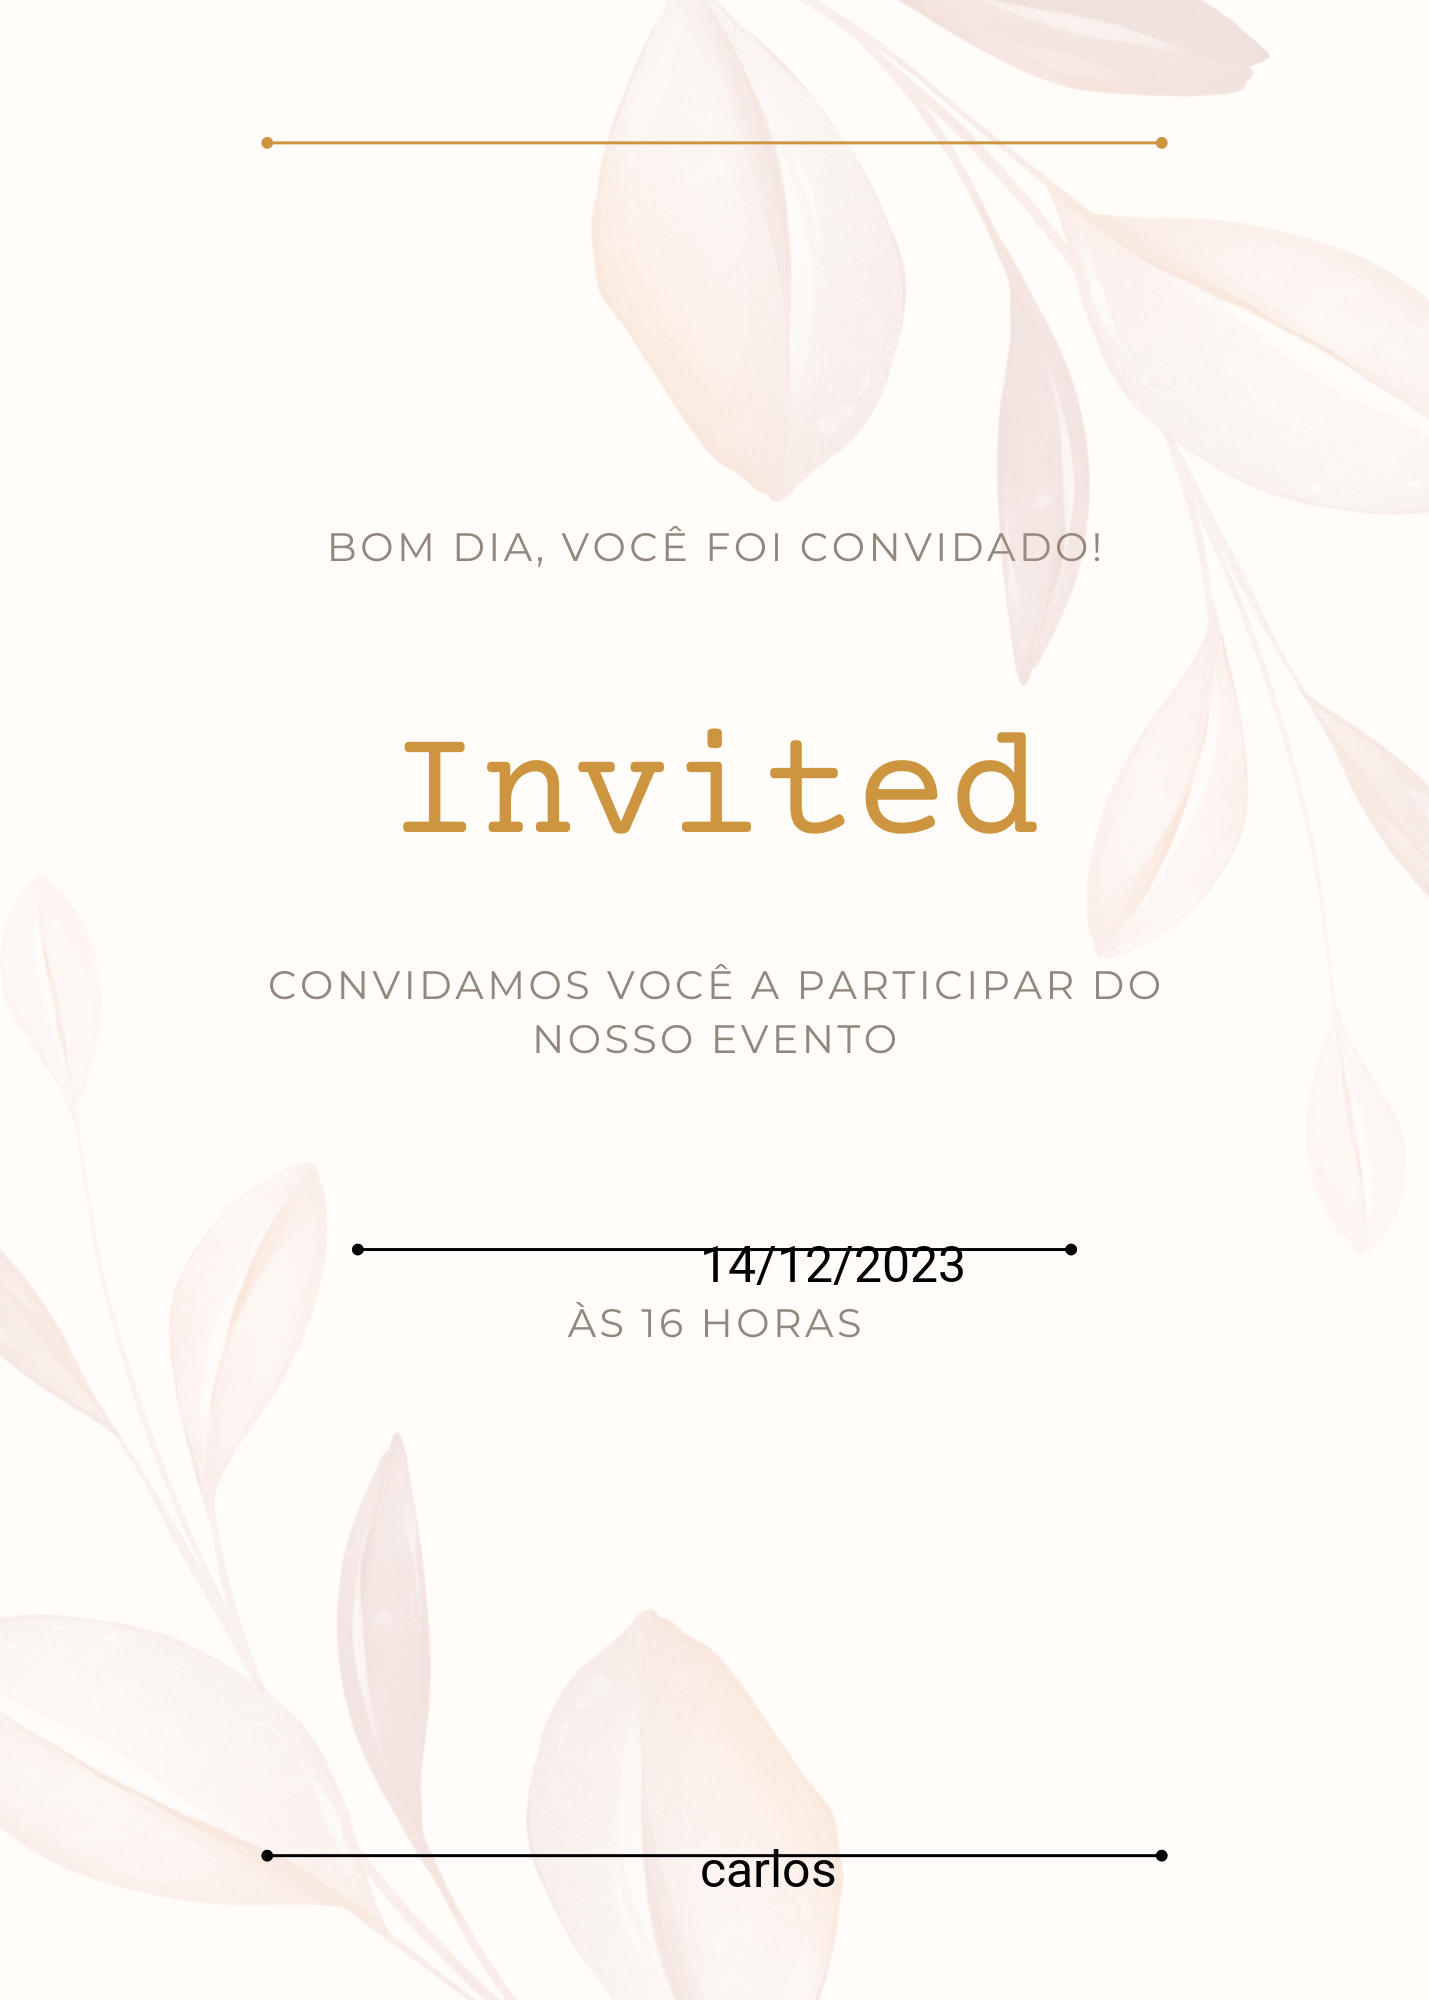 BOM DIA, VOCÊ FOI CONVIDADO!
Invited
CONVIDAMOS VOCÊ A PARTICIPAR DO
NOSSO EVENTO
14/12/2023
ÀS 16 HORAS
carlos